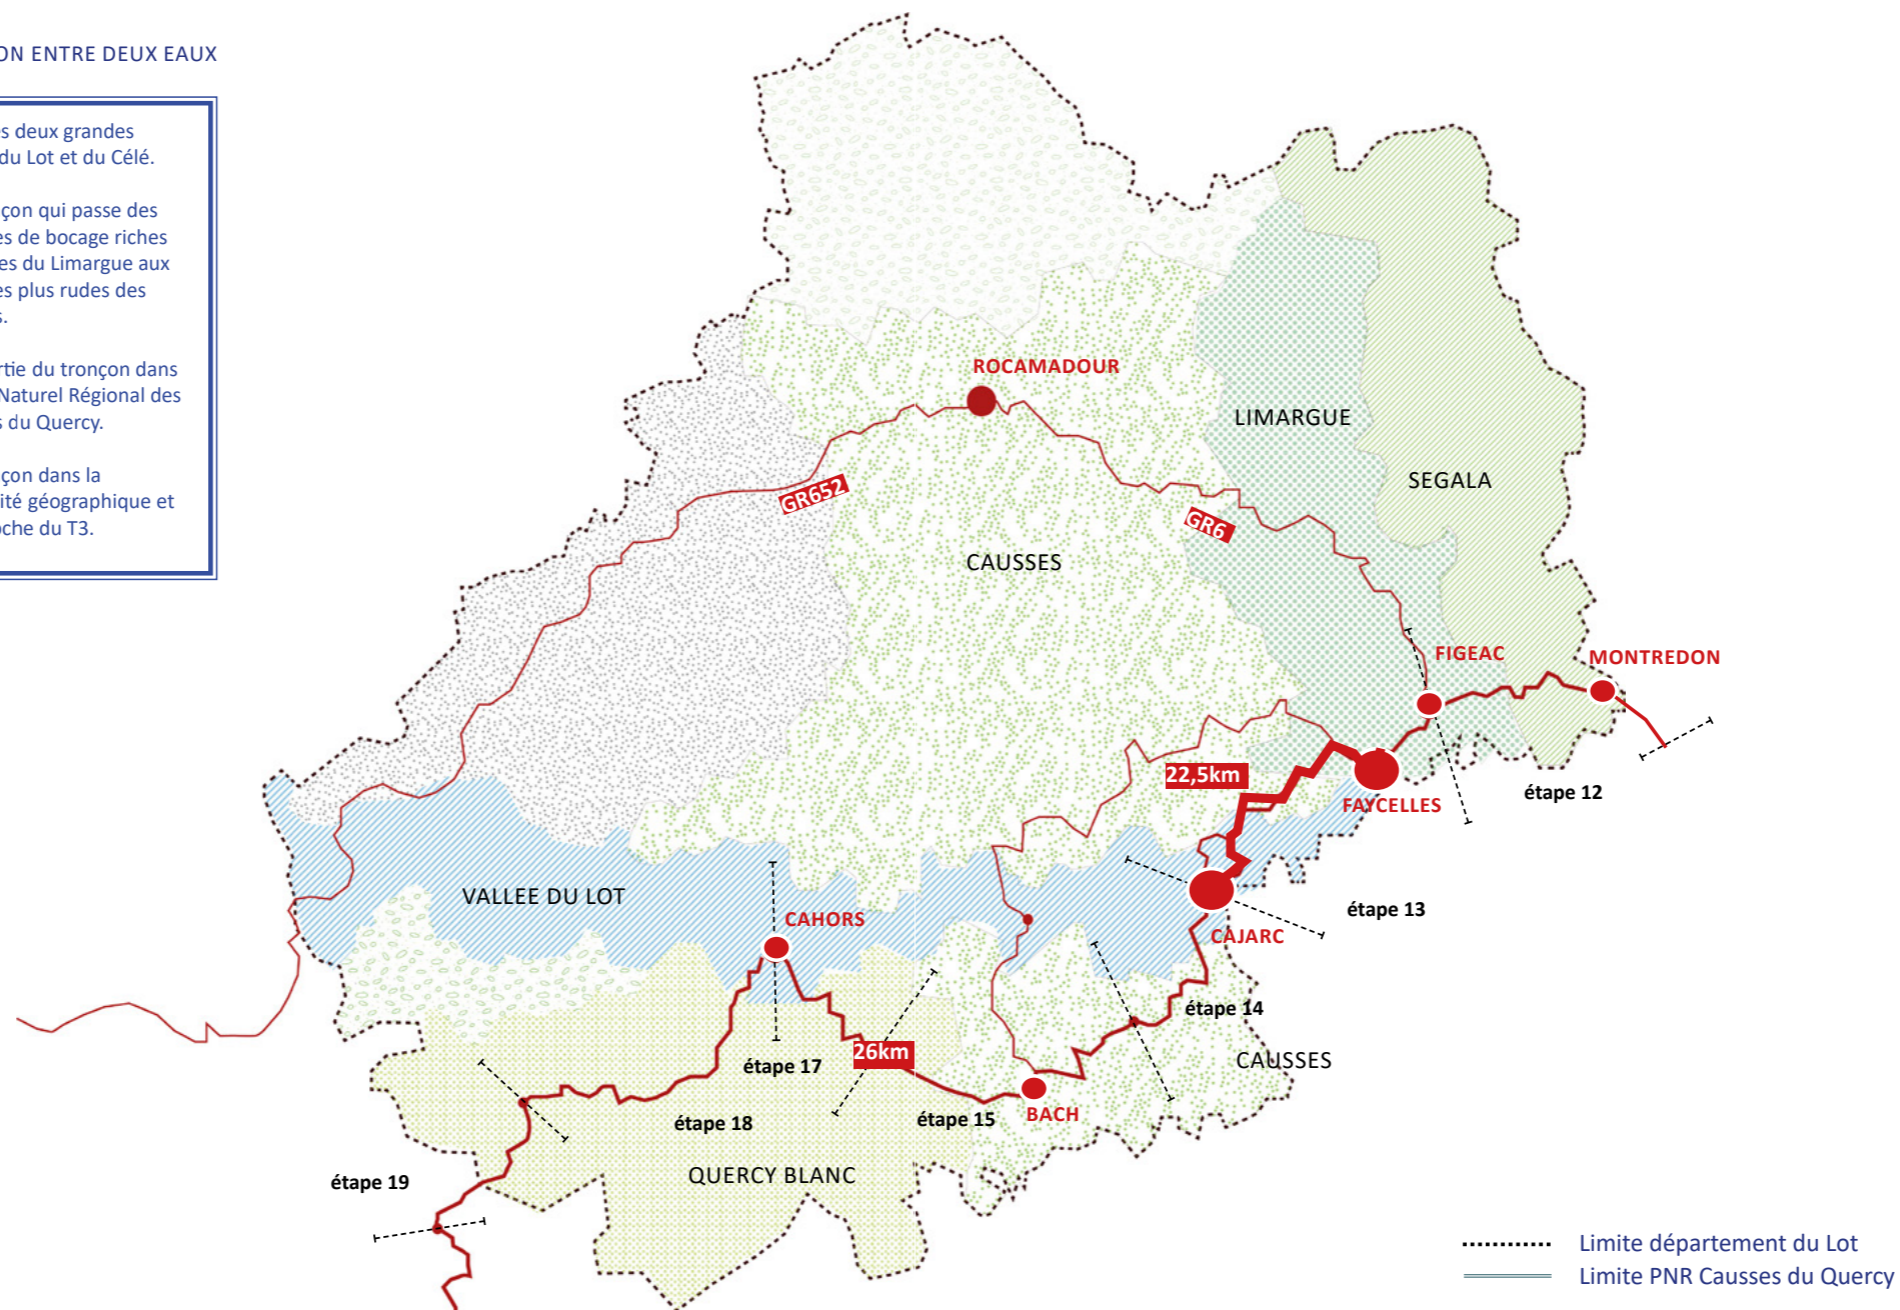 ON ENTRE DEUX EAUX
es deux grandes
du Lot et du Célé.
çon qui passe des
es de bocage riches
es du Limargue aux
es plus rudes des
s.
rtie du tronçon dans
Naturel Régional des
s du Quercy.
çon dans la
ité géographique et
oche du T3.
ROCAMADOUR
LIMARGUE
SEGALA
GR652
GR6
CAUSSES
FIGEAC
MONTREDON
22,5km
étape 12
FAYCELLES
VALLEE DU LOT
CAHORS
étape 13
CAJARC
étape 14
26km
étape 17
CAUSSES
BACH
étape 15
étape 18
QUERCY BLANC
étape 19
Limite département du Lot
Limite PNR Causses du Quercy